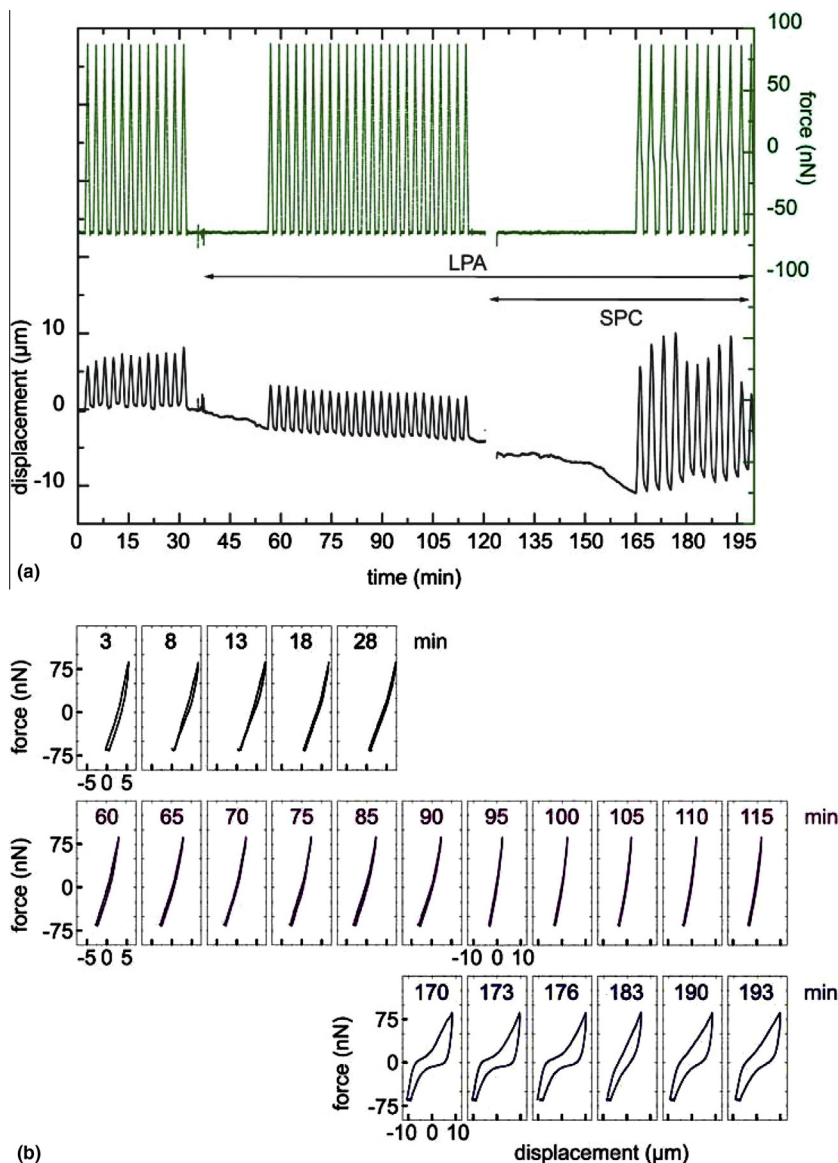 100
50
0
-50
-100
force (nN)
LPA
SPC
10
0
-10
displacement (µm)
0 15 30 45 60 75 90 105 120 135 150 165 180 195
(a)
time (min)
3 8 13 18 28 min
75
0
-75
force (nN)
-5 0 5
60 65 70 75 85 90 95 100 105 110 115 min
75
0
-75
force (nN)
-5 0 5
-10 0 10
170 173 176 183 190 193 min
75
0
-75
force (nN)
-10 0 10
(b)
displacement (µm)